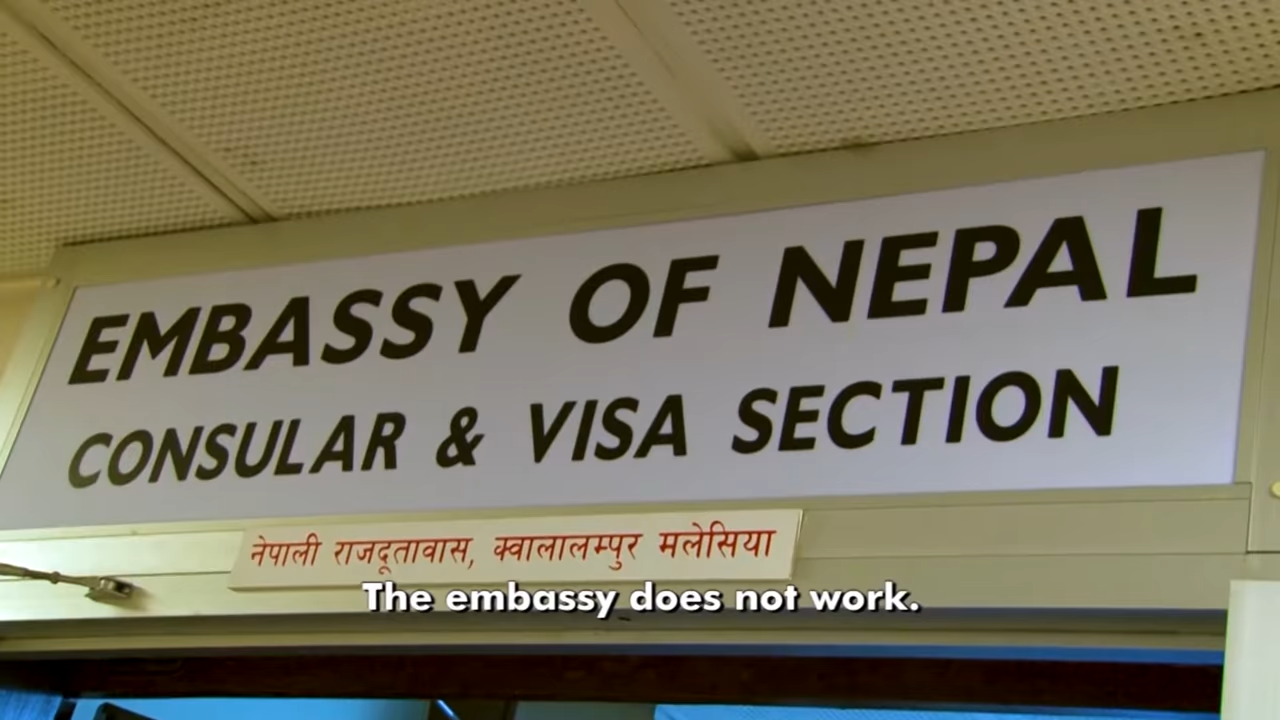 EMBASSY OF NEPAL
CONSULAR & VISA SECTION
नेपाली राजदूतावास, क्वालालम्पुर मलेसिया
The embassy does not work.